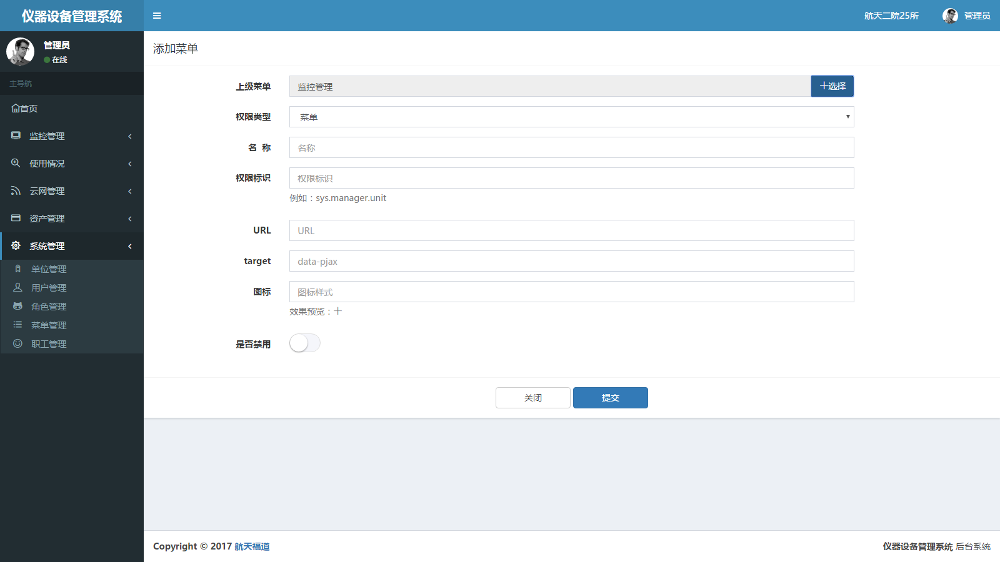 仪器设备管理系统
航天二院25所
管理员
管理员
在线
主导航
首页
监控管理
使用情况
云网管理
资产管理
系统管理
单位管理
用户管理
角色管理
菜单管理
职工管理
添加菜单
上级菜单 监控管理 十选择
权限类型 菜单
名 称 名称
权限标识 权限标识
例如：sys.manager.unit
URL URL
target data-pjax
图标 图标样式
效果预览：十
是否禁用
关闭 提交
Copyright © 2017 航天福道
仪器设备管理系统 后台系统